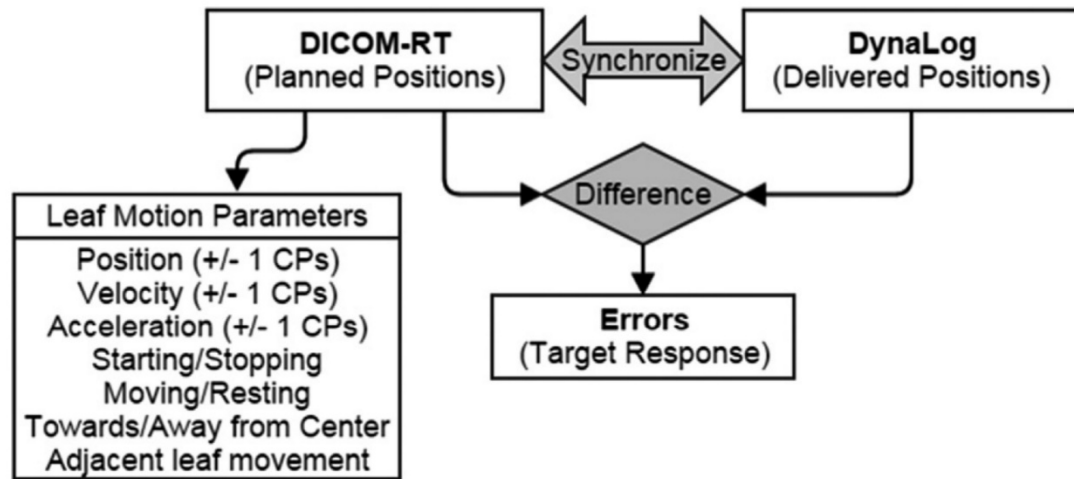 DICOM-RT
(Planned Positions)
Synchronize
DynaLog
(Delivered Positions)
Difference
Leaf Motion Parameters
Position (+/- 1 CPs)
Velocity (+/- 1 CPs)
Acceleration (+/- 1 CPs)
Starting/Stopping
Moving/Resting
Towards/Away from Center
Adjacent leaf movement
Errors
(Target Response)